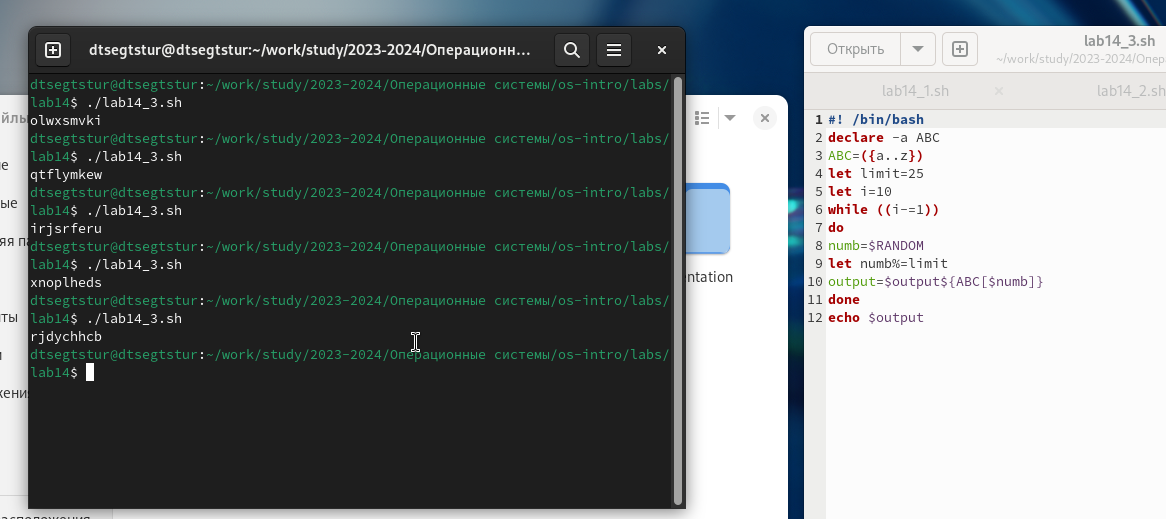 dtsegtstur@dtsegtstur:~/work/study/2023-2024/Операционн...
dtsegtstur@dtsegtstur:~/work/study/2023-2024/Операционные системы/os-intro/labs/
lab14$ ./lab14_3.sh
olwxsmvki
dtsegtstur@dtsegtstur:~/work/study/2023-2024/Операционные системы/os-intro/labs/
lab14$ ./lab14_3.sh
qtflymkew
dtsegtstur@dtsegtstur:~/work/study/2023-2024/Операционные системы/os-intro/labs/
lab14$ ./lab14_3.sh
irjsrferu
dtsegtstur@dtsegtstur:~/work/study/2023-2024/Операционные системы/os-intro/labs/
lab14$ ./lab14_3.sh
xnoplheds
dtsegtstur@dtsegtstur:~/work/study/2023-2024/Операционные системы/os-intro/labs/
lab14$ ./lab14_3.sh
rjdychhcb
dtsegtstur@dtsegtstur:~/work/study/2023-2024/Операционные системы/os-intro/labs/
lab14$
ntation
Открыть
lab14_3.sh
~/work/study/2023-2024/Опер
lab14_1.sh
lab14_2.sh
1 #! /bin/bash
2 declare -a ABC
3 ABC=({a..z})
4 let limit=25
5 let i=10
6 while ((i-=1))
7 do
8 numb=$RANDOM
9 let numb%=limit
10 output=$output${ABC[$numb]}
11 done
12 echo $output